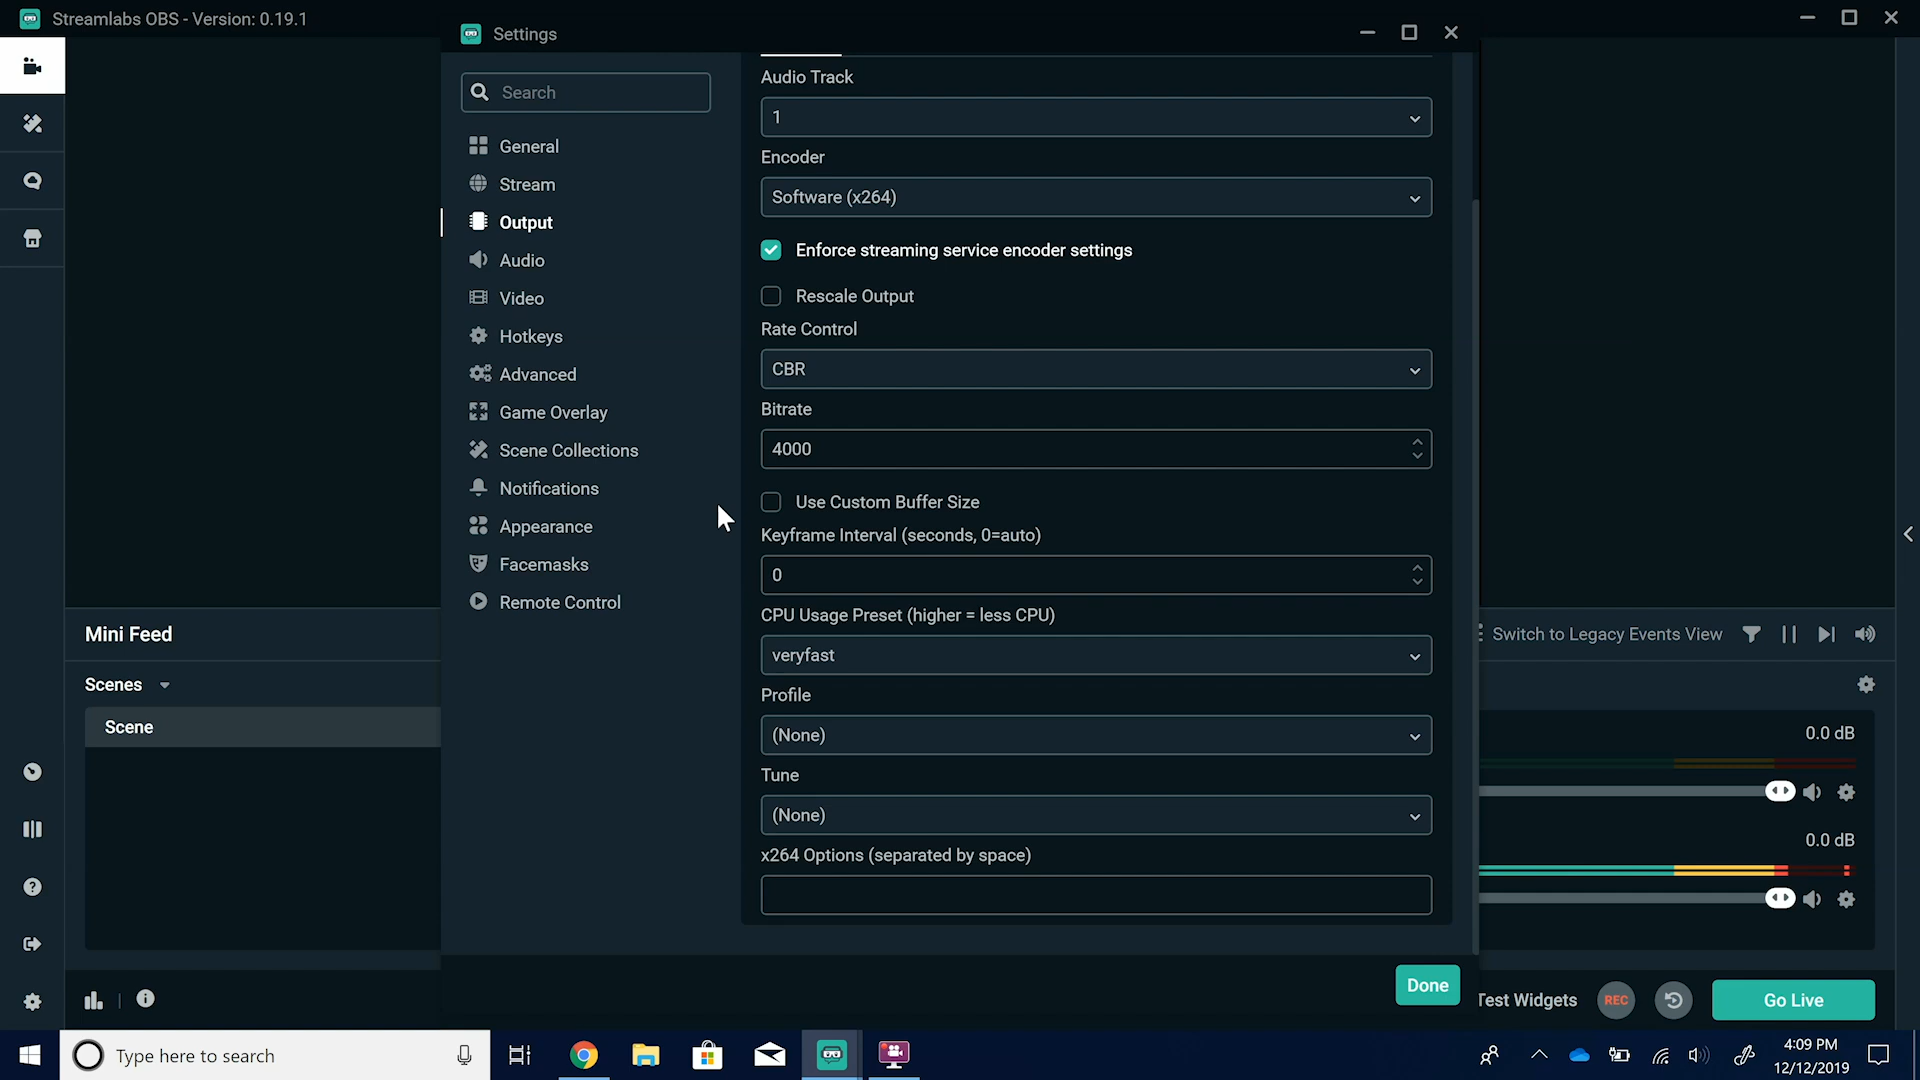 Streamlabs OBS - Version: 0.19.1
Settings
Search
General
Stream
Output
Audio
Video
Hotkeys
Advanced
Game Overlay
Scene Collections
Notifications
Appearance
Facemasks
Remote Control
Audio Track
1
Encoder
Software (x264)
Enforce streaming service encoder settings
Rescale Output
Rate Control
CBR
Bitrate
4000
Use Custom Buffer Size
Keyframe Interval (seconds, 0=auto)
0
CPU Usage Preset (higher = less CPU)
veryfast
Profile
(None)
Tune
(None)
x264 Options (separated by space)
Done
Mini Feed
Switch to Legacy Events View
Scenes
Scene
0.0 dB
0.0 dB
Test Widgets
REC
Go Live
Type here to search
4:09 PM
12/12/2019